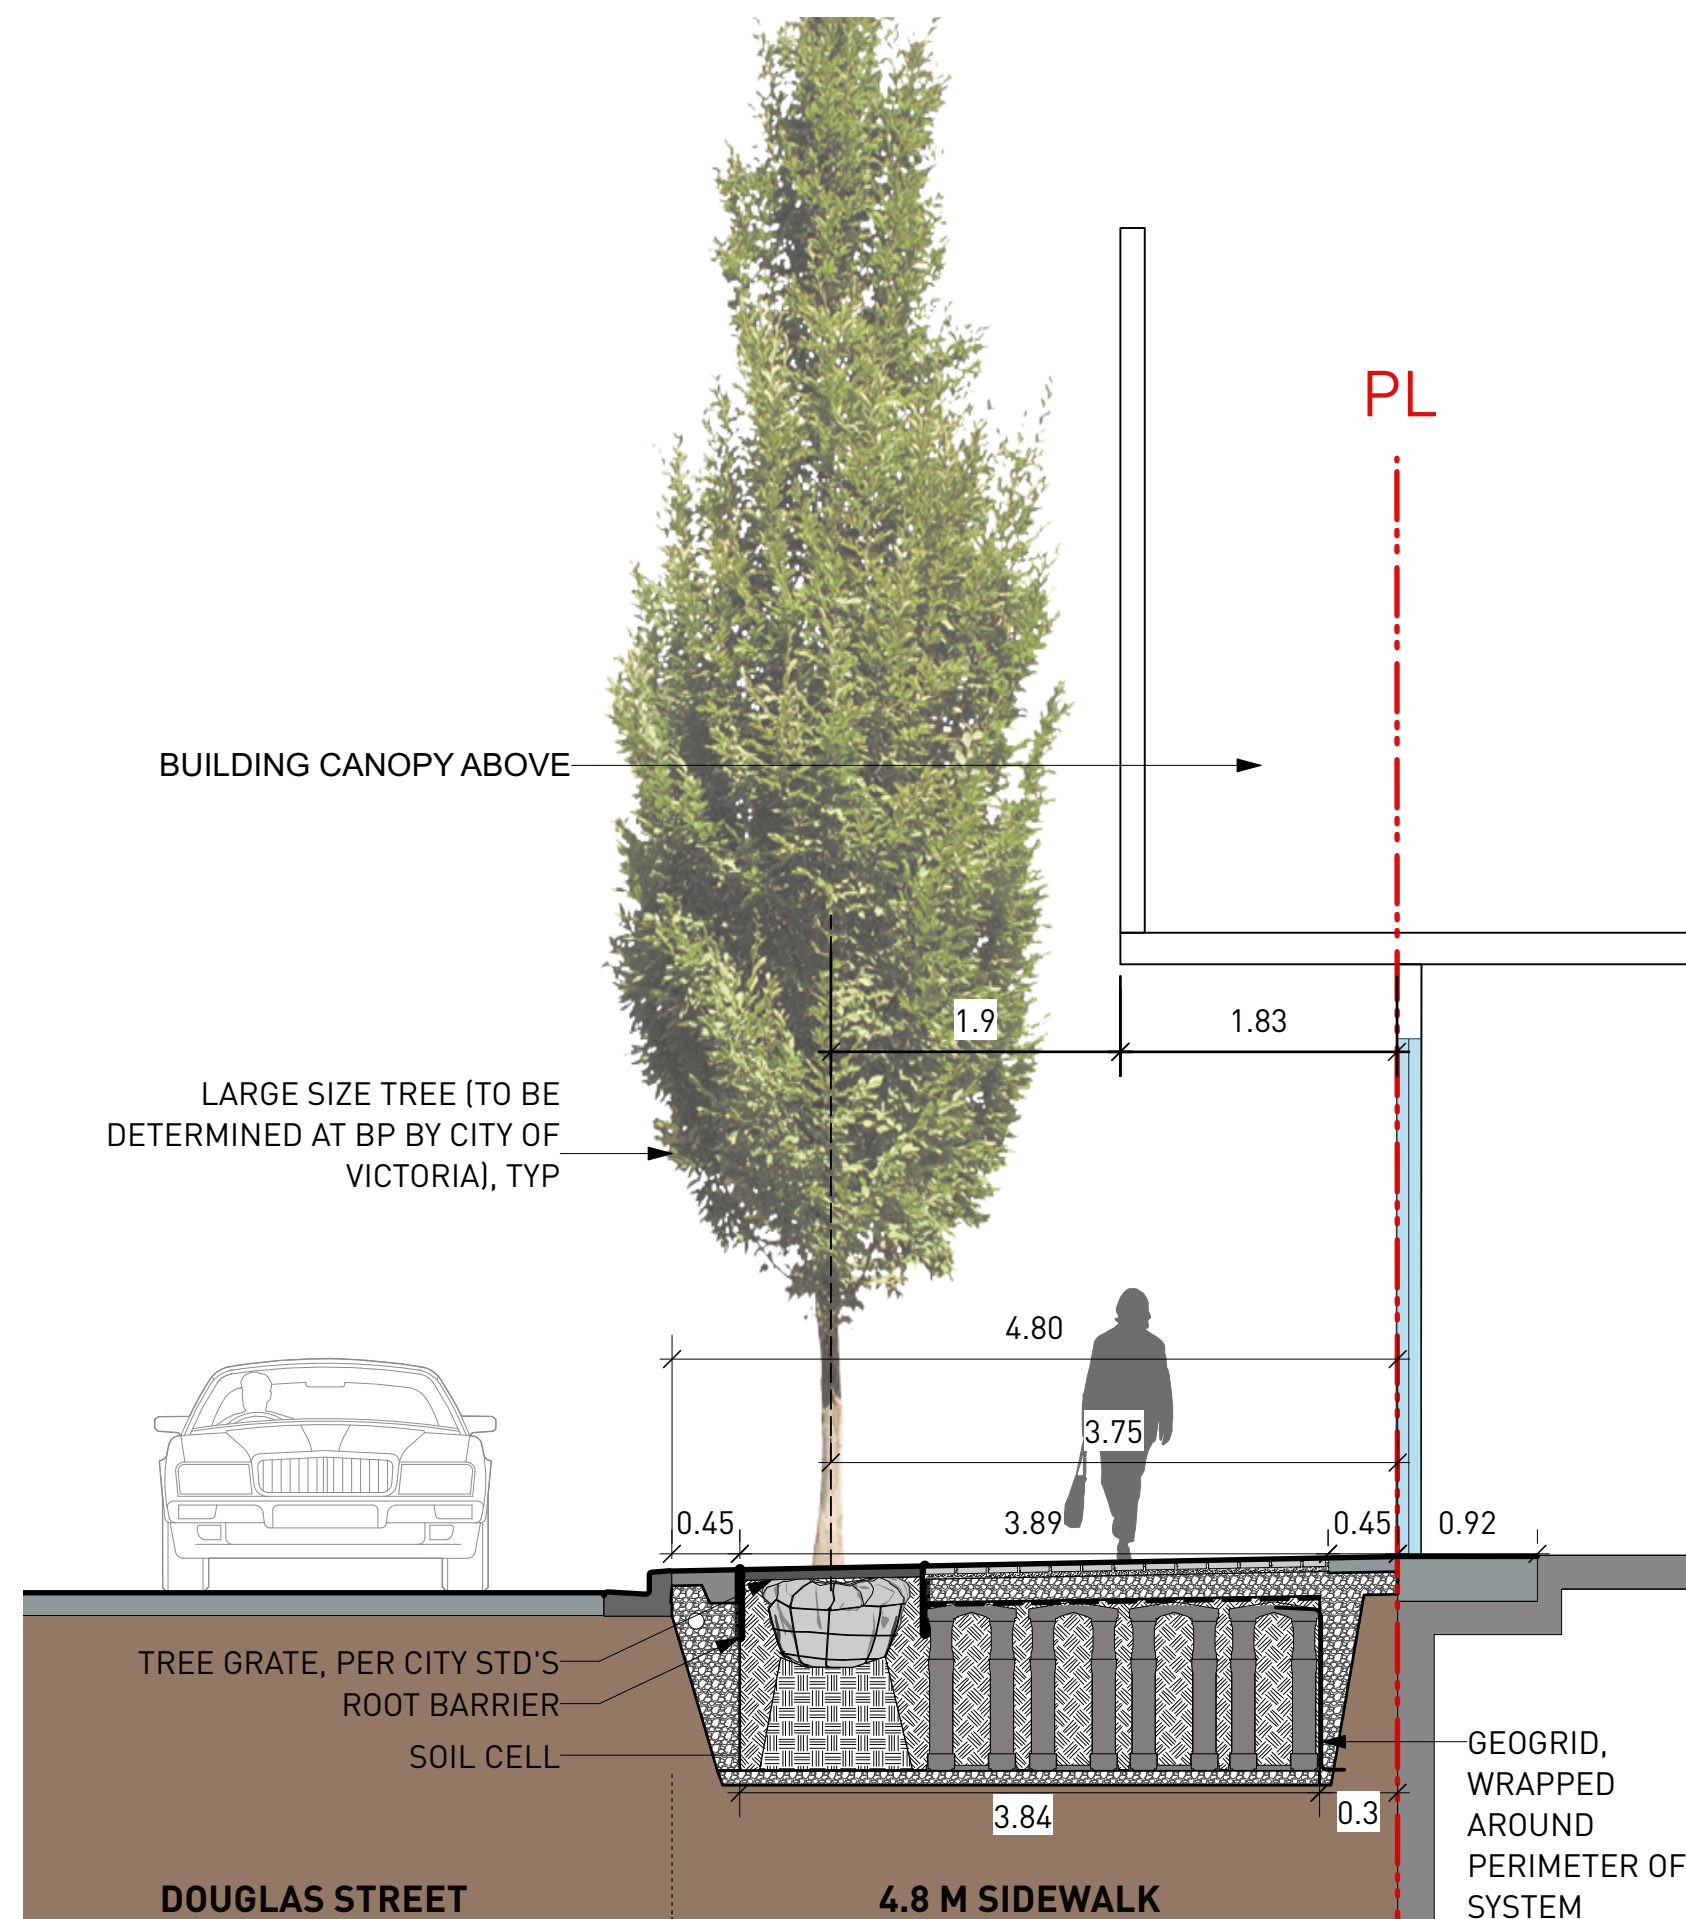 PL
BUILDING CANOPY ABOVE
1.9
1.83
LARGE SIZE TREE (TO BE
DETERMINED AT BP BY CITY OF
VICTORIA), TYP
4.80
3.75
0.45
3.89
0.45
0.92
TREE GRATE, PER CITY STD'S
ROOT BARRIER
SOIL CELL
GEOGRID,
WRAPPED
AROUND
PERIMETER OF
SYSTEM
3.84
0.3
DOUGLAS STREET
4.8 M SIDEWALK